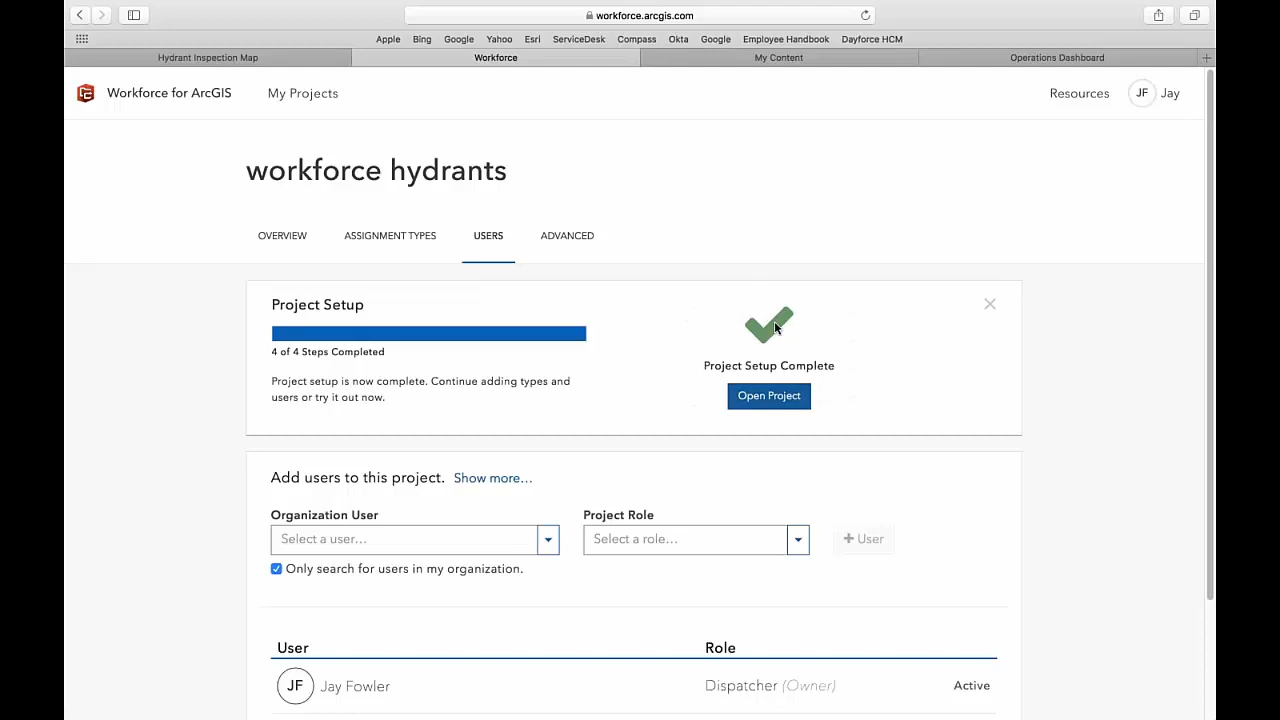 workforce.arcgis.com
Apple Bing Google Yahoo Esri ServiceDesk Compass Okta Google Employee Handbook Dayforce HCM
Hydrant Inspection Map Workforce My Content Operations Dashboard
Workforce for ArcGIS My Projects Resources JF Jay
workforce hydrants
OVERVIEW ASSIGNMENT TYPES USERS ADVANCED
Project Setup
4 of 4 Steps Completed
Project setup is now complete. Continue adding types and
users or try it out now.
Project Setup Complete
Open Project
Add users to this project. Show more...
Organization User Project Role
Select a user... Select a role... + User
Only search for users in my organization.
User Role
JF Jay Fowler Dispatcher (Owner) Active